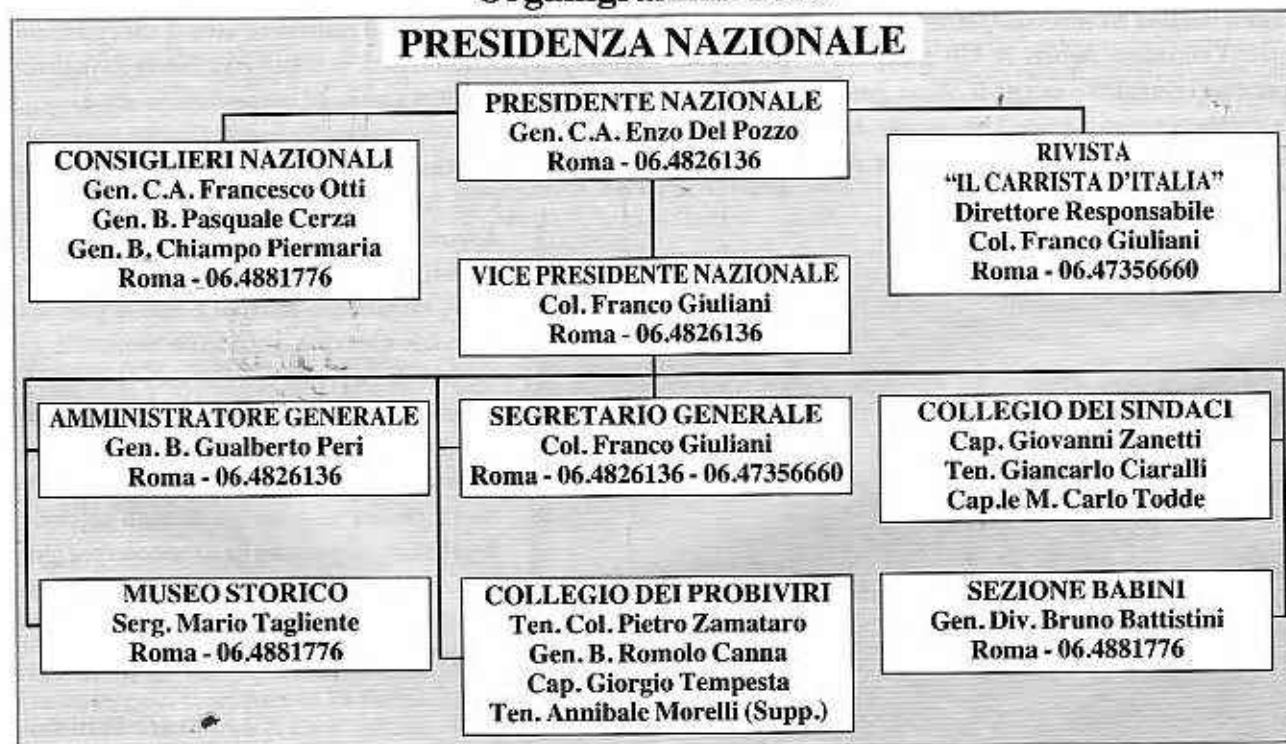 PRESIDENZA NAZIONALE
PRESIDENTE NAZIONALE
Gen. C.A. Enzo Del Pozzo
Roma - 06.4826136
CONSIGLIERI NAZIONALI
Gen. C.A. Francesco Otti
Gen. B. Pasquale Cerza
Gen. B. Chiampo Piermaria
Roma - 06.4881776
RIVISTA
“IL CARRISTA D'ITALIA”
Direttore Responsabile
Col. Franco Giuliani
Roma - 06.47356660
VICE PRESIDENTE NAZIONALE
Col. Franco Giuliani
Roma - 06.4826136
AMMINISTRATORE GENERALE
Gen. B. Gualberto Peri
Roma - 06.4826136
SEGRETARIO GENERALE
Col. Franco Giuliani
Roma - 06.4826136 - 06.47356660
COLLEGIO DEI SINDACI
Cap. Giovanni Zanetti
Ten. Giancarlo Ciaralli
Cap.le M. Carlo Todde
MUSEO STORICO
Serg. Mario Tagliente
Roma - 06.4881776
COLLEGIO DEI PROBIVIRI
Ten. Col. Pietro Zamataro
Gen. B. Romolo Canna
Cap. Giorgio Tempesta
Ten. Annibale Morelli (Supp.)
SEZIONE BABINI
Gen. Div. Bruno Battistini
Roma - 06.4881776